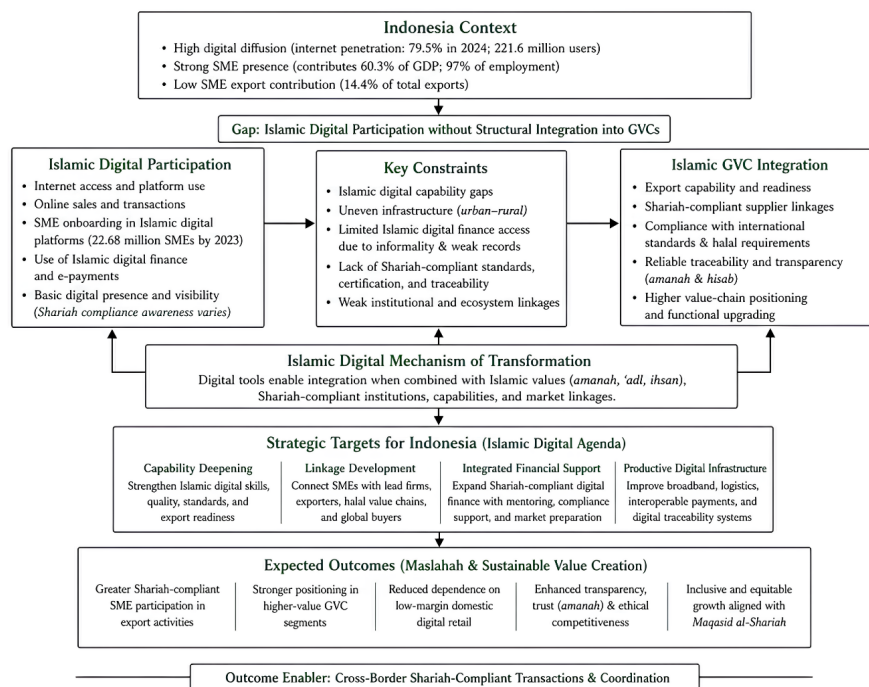 Indonesia Context
• High digital diffusion (internet penetration: 79.5% in 2024; 221.6 million users)
• Strong SME presence (contributes 60.3% of GDP; 97% of employment)
• Low SME export contribution (14.4% of total exports)
Gap: Islamic Digital Participation without Structural Integration into GVCs
Islamic Digital Participation
• Internet access and platform use
• Online sales and transactions
• SME onboarding in Islamic digital
platforms (22.68 million SMEs by 2023)
• Use of Islamic digital finance
and e-payments
• Basic digital presence and visibility
(Shariah compliance awareness varies)
Key Constraints
• Islamic digital capability gaps
• Uneven infrastructure (urban–rural)
• Limited Islamic digital finance access
due to informality & weak records
• Lack of Shariah-compliant standards,
certification, and traceability
• Weak institutional and ecosystem linkages
Islamic GVC Integration
• Export capability and readiness
• Shariah-compliant supplier linkages
• Compliance with international
standards & halal requirements
• Reliable traceability and transparency
(amanah & hisab)
• Higher value-chain positioning
and functional upgrading
Islamic Digital Mechanism of Transformation
Digital tools enable integration when combined with Islamic values (amanah, ‘adl, ihsan),
Shariah-compliant institutions, capabilities, and market linkages.
Strategic Targets for Indonesia (Islamic Digital Agenda)
Capability Deepening
Strengthen Islamic digital skills,
quality, standards, and
export readiness
Linkage Development
Connect SMEs with lead firms,
exporters, halal value chains,
and global buyers
Integrated Financial Support
Expand Shariah-compliant digital
finance with mentoring, compliance
support, and market preparation
Productive Digital Infrastructure
Improve broadband, logistics,
interoperable payments, and
digital traceability systems
Expected Outcomes (Maslahah & Sustainable Value Creation)
Greater Shariah-compliant
SME participation in
export activities
Stronger positioning in
higher-value GVC
segments
Reduced dependence on
low-margin domestic
digital retail
Enhanced transparency,
trust (amanah) & ethical
competitiveness
Inclusive and equitable
growth aligned with
Maqasid al-Shariah
Outcome Enabler: Cross-Border Shariah-Compliant Transactions & Coordination